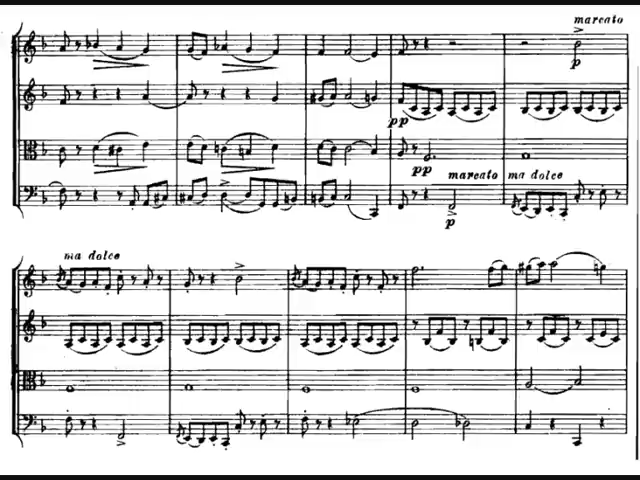 marcato
p
pp
pp marcato ma dolce
p
ma dolce